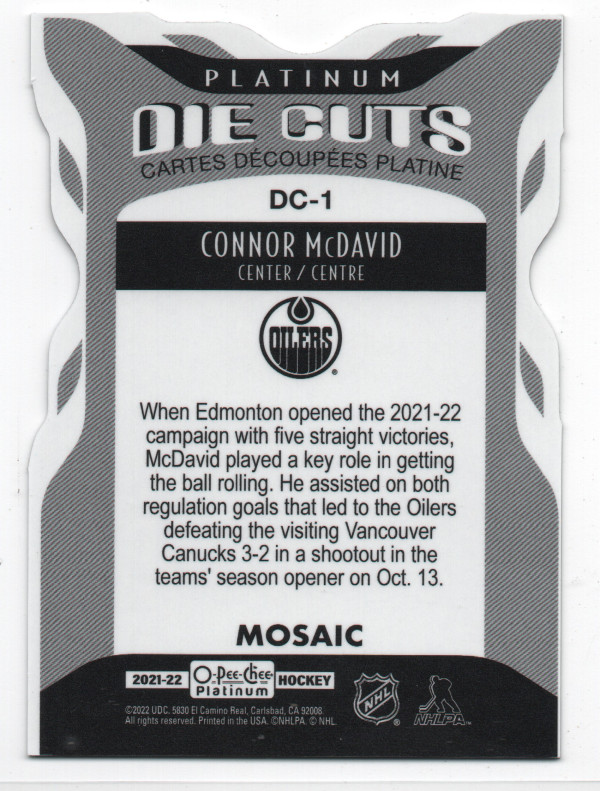 PLATINUM
DIE CUTS
CARTES DÉCOUPÉES PLATINE
DC-1
CONNOR McDAVID
CENTER / CENTRE
OILERS
When Edmonton opened the 2021-22
campaign with five straight victories,
McDavid played a key role in getting
the ball rolling. He assisted on both
regulation goals that led to the Oilers
defeating the visiting Vancouver
Canucks 3-2 in a shootout in the
teams' season opener on Oct. 13.
MOSAIC
2021-22 O-Pee-Chee Platinum HOCKEY
©2022 UDC. 5830 El Camino Real, Carlsbad, CA 92008.
All rights reserved. Printed in the USA. ©NHLPA. © NHL.
NHL
NHLPA